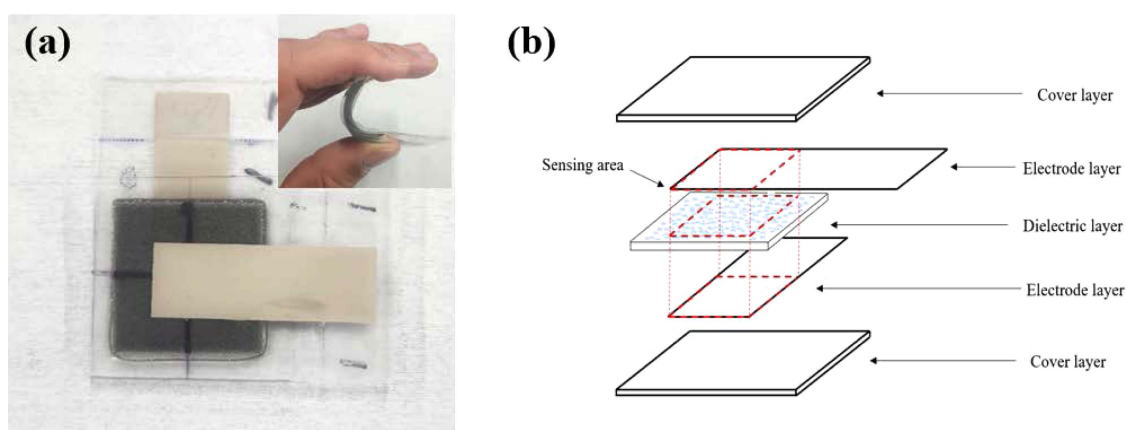 (a)
(b)
Cover layer
Electrode layer
Sensing area
Dielectric layer
Electrode layer
Cover layer